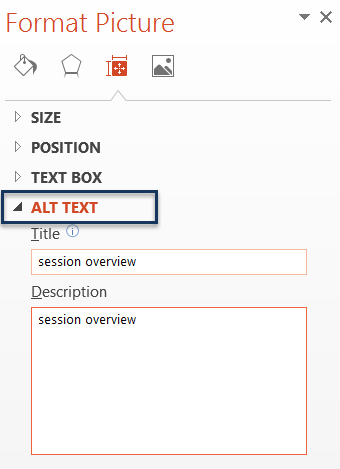 Format Picture
SIZE
POSITION
TEXT BOX
ALT TEXT
Title
session overview
Description
session overview